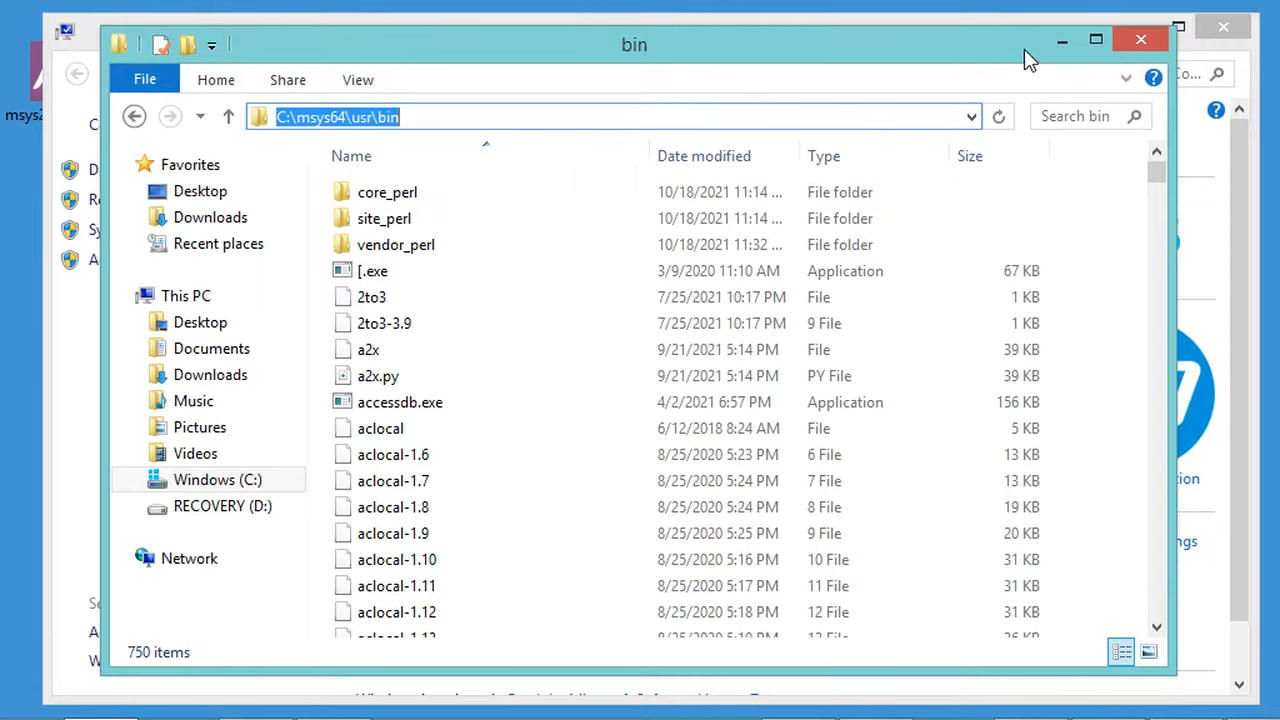 bin
File Home Share View
C:\msys64\usr\bin
Search bin
Co...
msys2
Name Date modified Type Size
Favorites
Desktop
Downloads
Recent places
This PC
Desktop
Documents
Downloads
Music
Pictures
Videos
Windows (C:)
RECOVERY (D:)
Network
core_perl 10/18/2021 11:14 ... File folder
site_perl 10/18/2021 11:14 ... File folder
vendor_perl 10/18/2021 11:32 ... File folder
[.exe 3/9/2020 11:10 AM Application 67 KB
2to3 7/25/2021 10:17 PM File 1 KB
2to3-3.9 7/25/2021 10:17 PM 9 File 1 KB
a2x 9/21/2021 5:14 PM File 39 KB
a2x.py 9/21/2021 5:14 PM PY File 39 KB
accessdb.exe 4/2/2021 6:57 PM Application 156 KB
aclocal 6/12/2018 8:24 AM File 5 KB
aclocal-1.6 8/25/2020 5:23 PM 6 File 13 KB
aclocal-1.7 8/25/2020 5:24 PM 7 File 13 KB
aclocal-1.8 8/25/2020 5:24 PM 8 File 19 KB
aclocal-1.9 8/25/2020 5:25 PM 9 File 20 KB
aclocal-1.10 8/25/2020 5:16 PM 10 File 31 KB
aclocal-1.11 8/25/2020 5:18 PM 11 File 31 KB
aclocal-1.12 8/25/2020 5:18 PM 12 File 31 KB
750 items